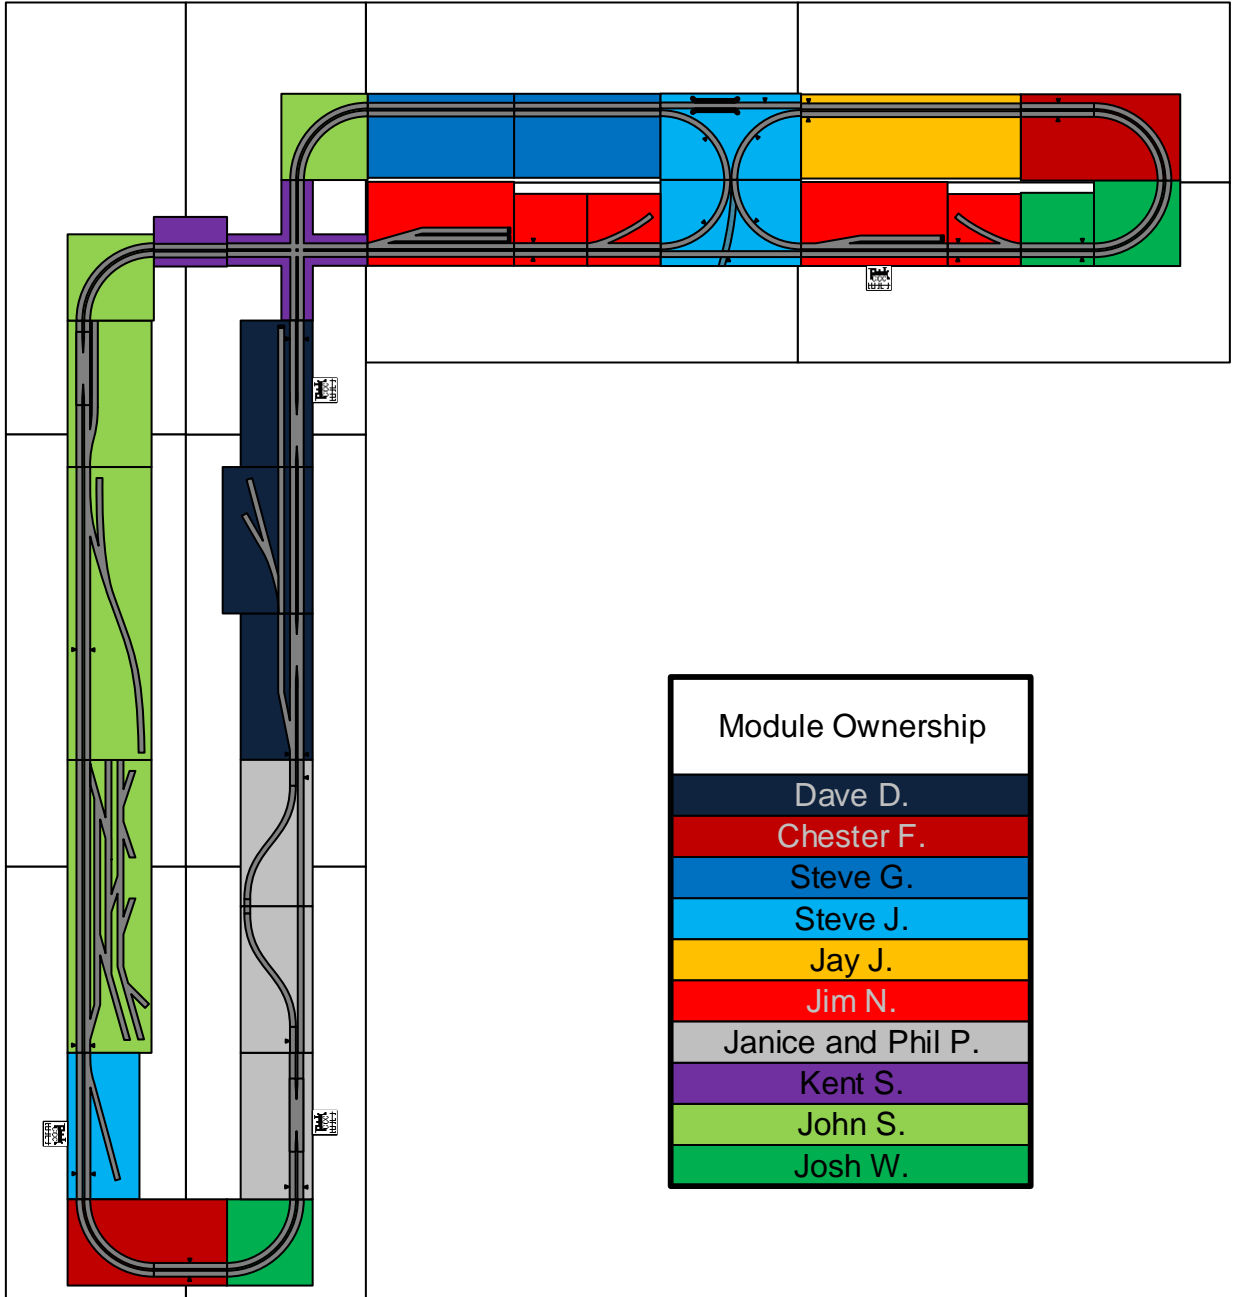 Module Ownership
Dave D.
Chester F.
Steve G.
Steve J.
Jay J.
Jim N.
Janice and Phil P.
Kent S.
John S.
Josh W.